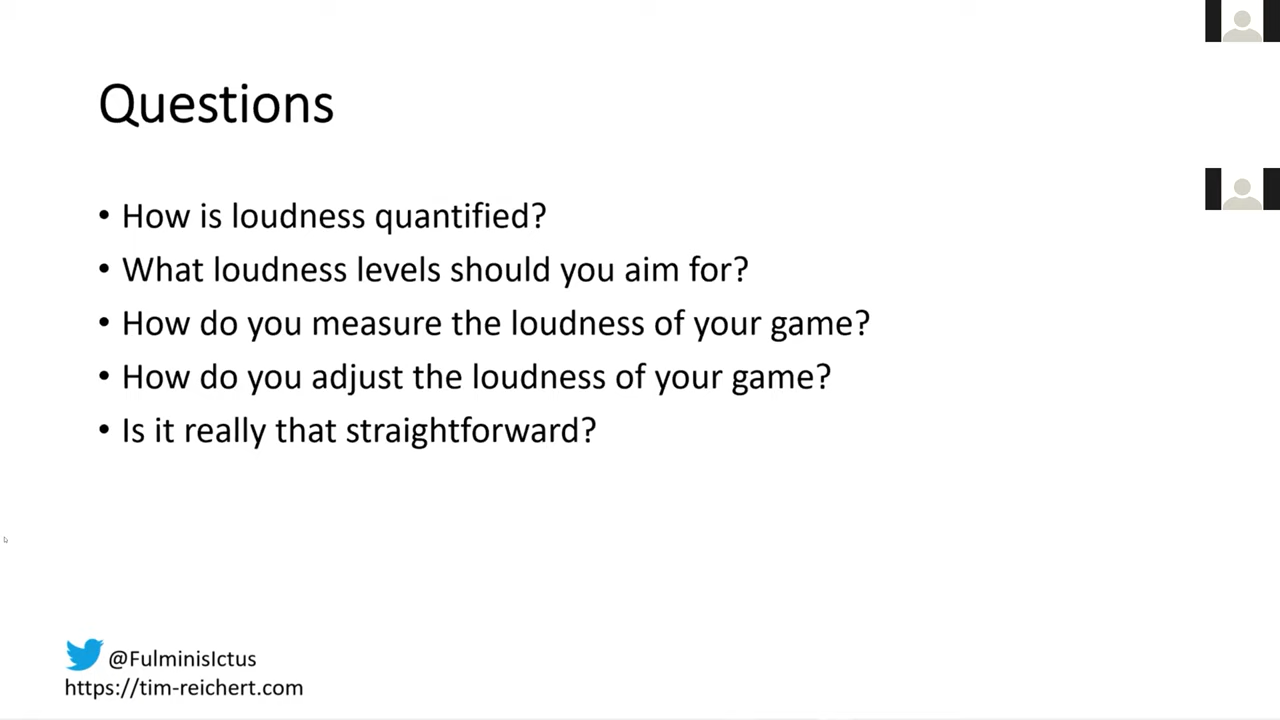 Questions
• How is loudness quantified?
• What loudness levels should you aim for?
• How do you measure the loudness of your game?
• How do you adjust the loudness of your game?
• Is it really that straightforward?
@FulminisIctus
https://tim-reichert.com